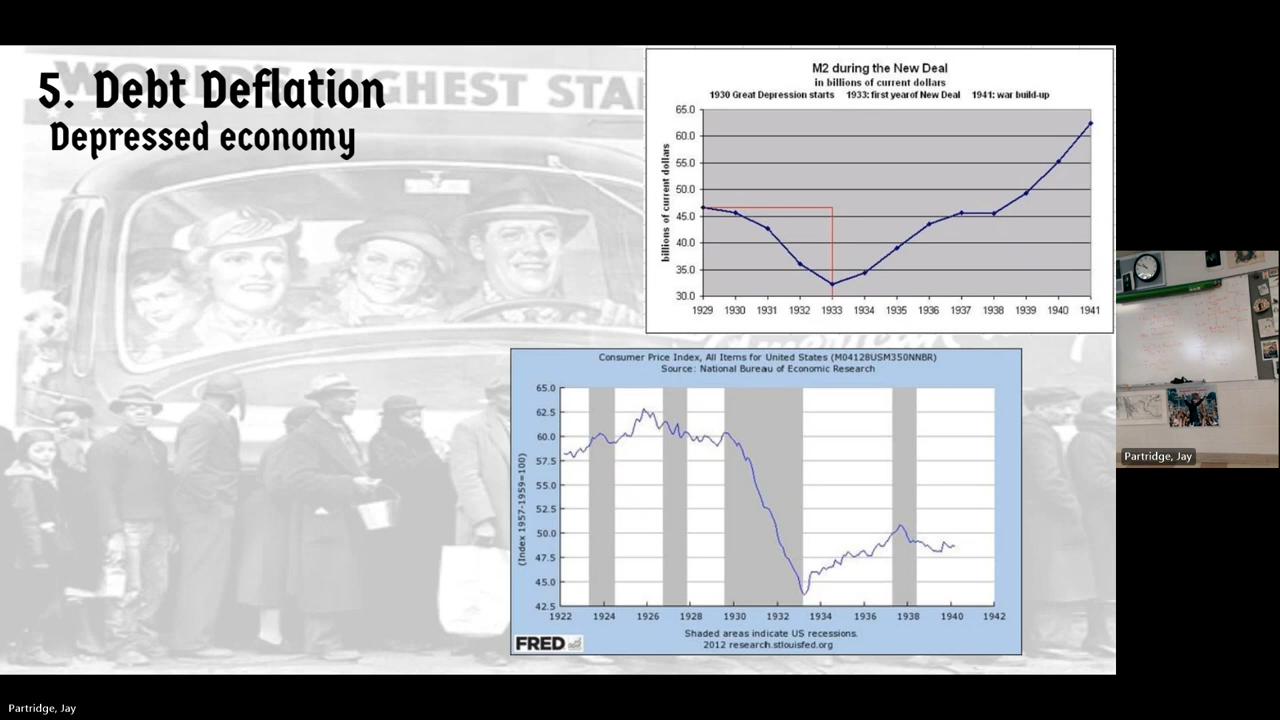 5. Debt Deflation
Depressed economy
WORLD'S HIGHEST STA
M2 during the New Deal
in billions of current dollars
1930 Great Depression starts 1933: first year of New Deal 1941: war build-up
billions of current dollars
65.0
60.0
55.0
50.0
45.0
40.0
35.0
30.0
1929 1930 1931 1932 1933 1934 1935 1936 1937 1938 1939 1940 1941
Consumer Price Index, All Items for United States (M04128USM350NNBR)
Source: National Bureau of Economic Research
(Index 1957-1959=100)
65.0
62.5
60.0
57.5
55.0
52.5
50.0
47.5
45.0
42.5
1922 1924 1926 1928 1930 1932 1934 1936 1938 1940 1942
Shaded areas indicate US recessions.
2012 research.stlouisfed.org
FRED
Partridge, Jay
Partridge, Jay